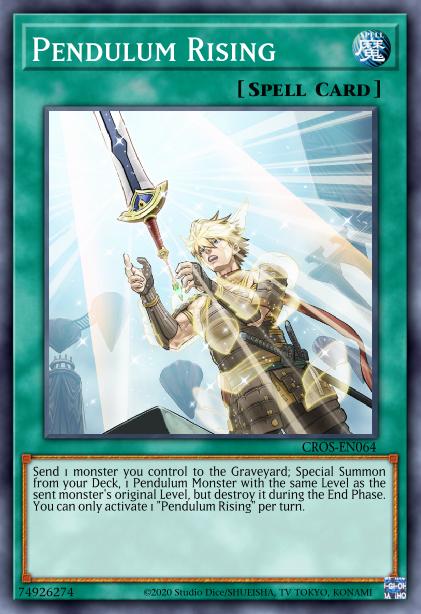 Pendulum Rising
SPELL
魔
[Spell Card]
CROS-EN064
Send 1 monster you control to the Graveyard; Special Summon
from your Deck, 1 Pendulum Monster with the same Level as the
sent monster's original Level, but destroy it during the End Phase.
You can only activate 1 "Pendulum Rising" per turn.
74926274
©2020 Studio Dice/SHUEISHA, TV TOKYO, KONAMI